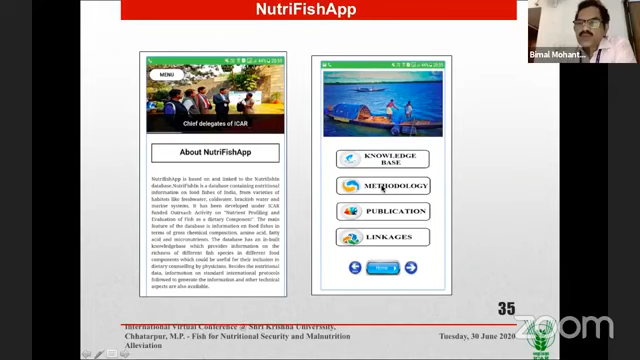 NutriFishApp
Bimal Mohant...
MENU
Chief delegates of ICAR
About NutriFishApp
NutrifishApp is based on and linked to the Nutrifishin
database.NutriFishIn is a database containing nutritional
information on food fishes of India, from varieties of
habitats like freshwater, coldwater, brackish water and
marine systems. It has been developed under ICAR
funded Outreach Activity on "Nutrient Profiling and
Evaluation of Fish as a dietary Component". The main
feature of the database is information on food fishes in
terms of gross chemical composition, amino acid, fatty
acid and micronutrients. The database has an in-built
knowledgebase which provides information on the
richness of different fish species in different food
components which could be useful for their inclusion in
dietary counselling by physicians. Besides the nutritional
data, information on standard international protocols
followed to generate the information and other technical
aspects are also available.
KNOWLEDGE
BASE
METHODOLOGY
PUBLICATION
LINKAGES
Home
35
International Virtual Conference @ Shri Krishna University,
Chhatarpur, M.P. - Fish for Nutritional Security and Malnutrition
Alleviation
Tuesday, 30 June 2020
zoom